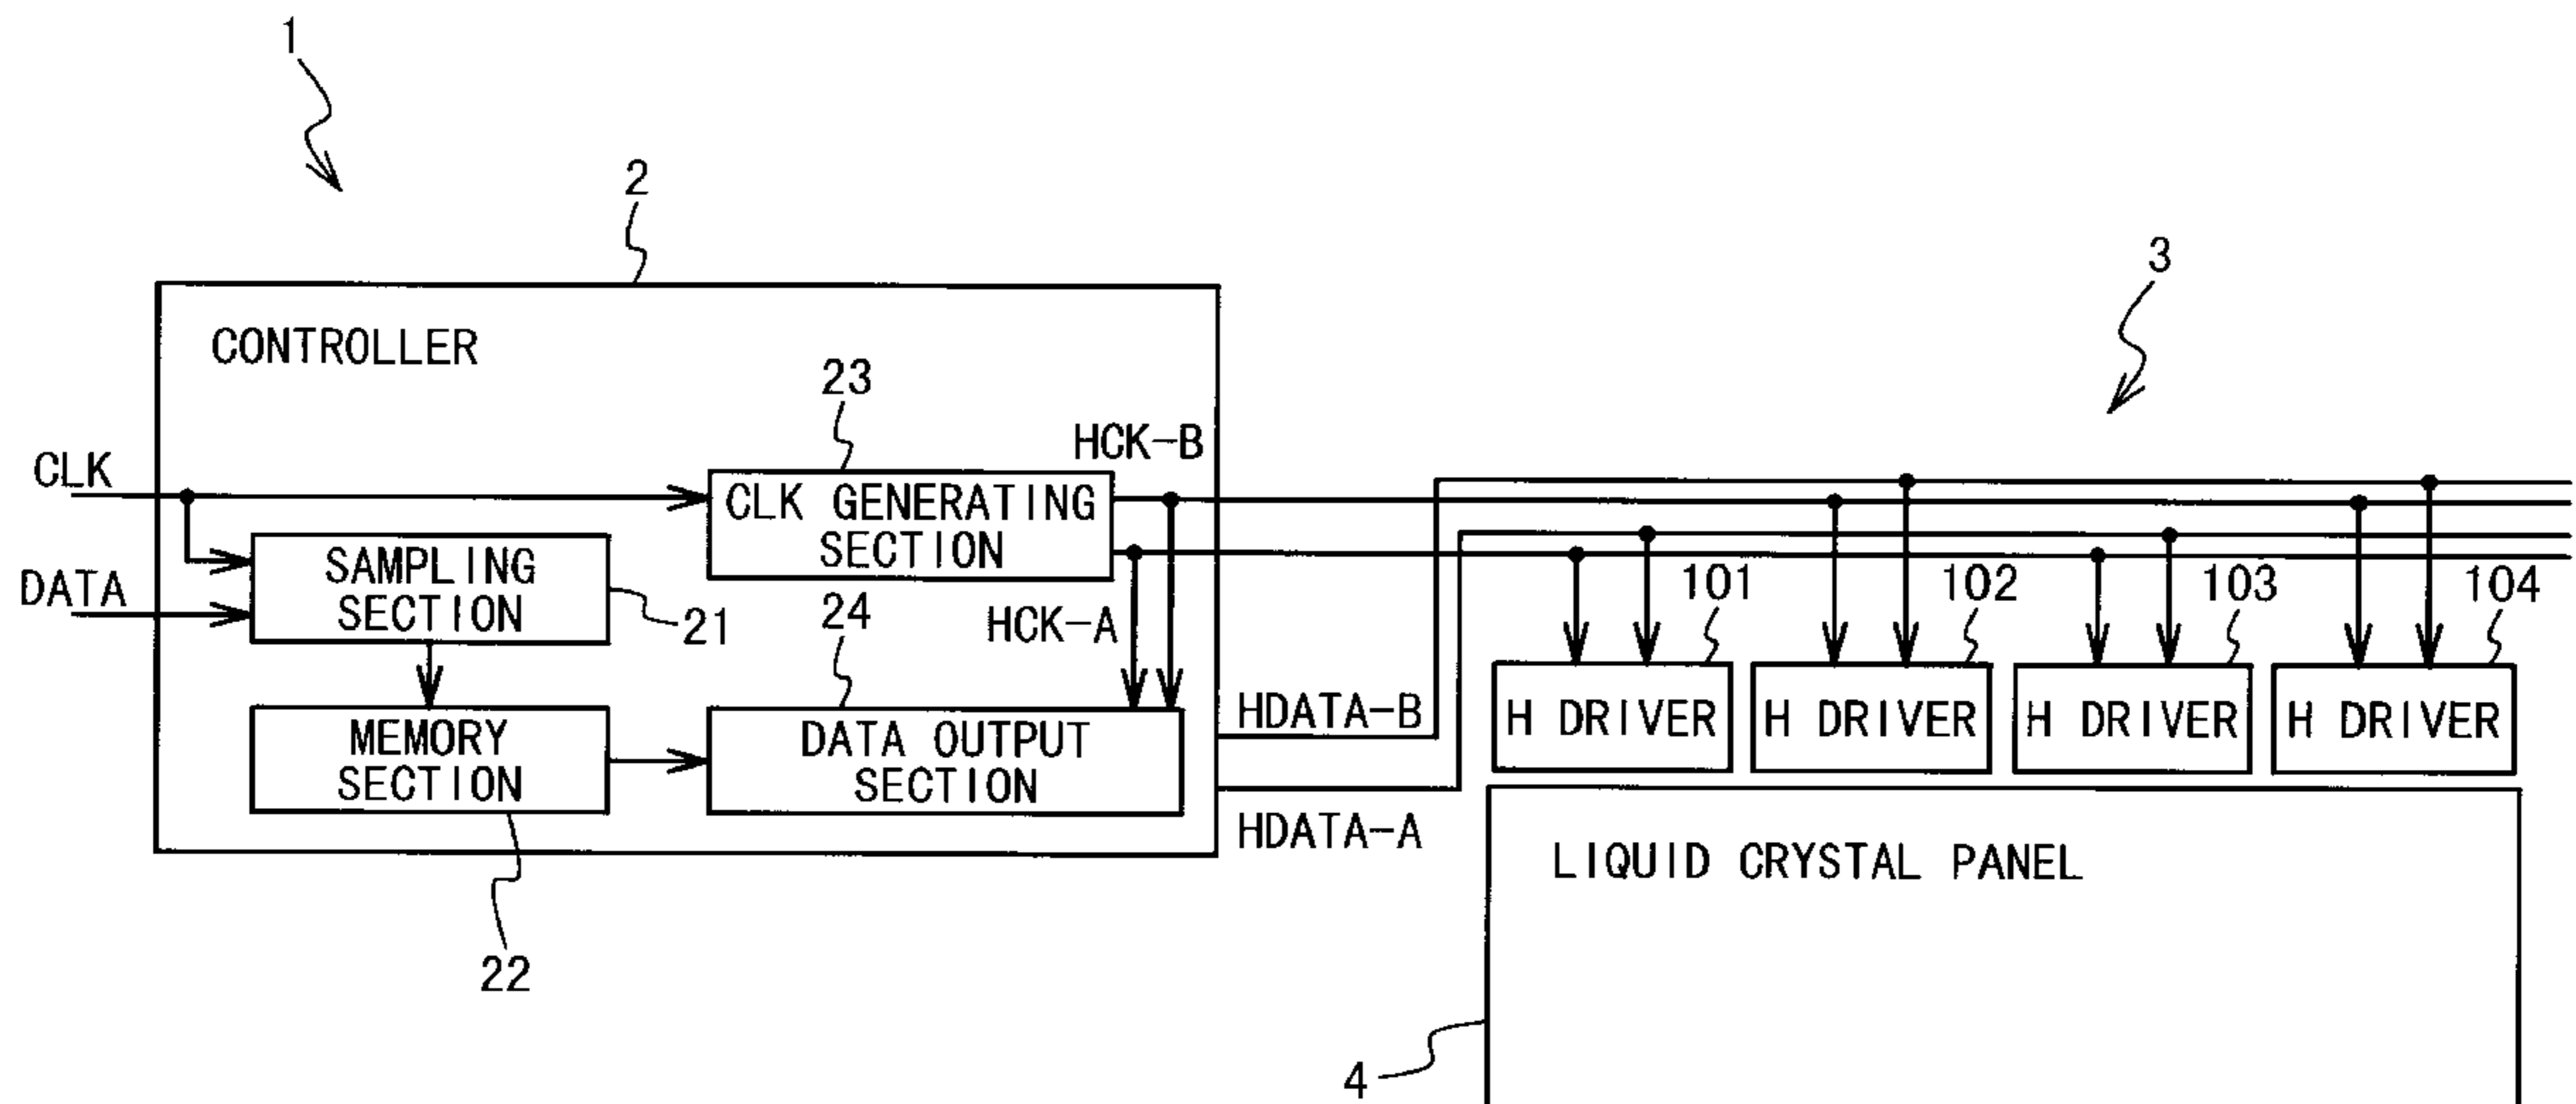 1
2
3
CONTROLLER
23
HCK-B
CLK
CLK GENERATING
SECTION
SAMPLING
SECTION
DATA
21
24
HCK-A
101
102
103
104
MEMORY
SECTION
DATA OUTPUT
SECTION
HDATA-B
H DRIVER
H DRIVER
H DRIVER
H DRIVER
HDATA-A
LIQUID CRYSTAL PANEL
22
4